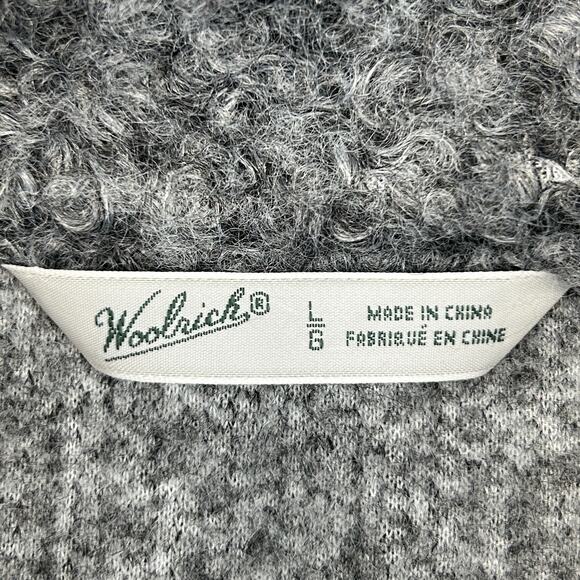 Woolrich®
L
G
MADE IN CHINA
FABRIQUÉ EN CHINE